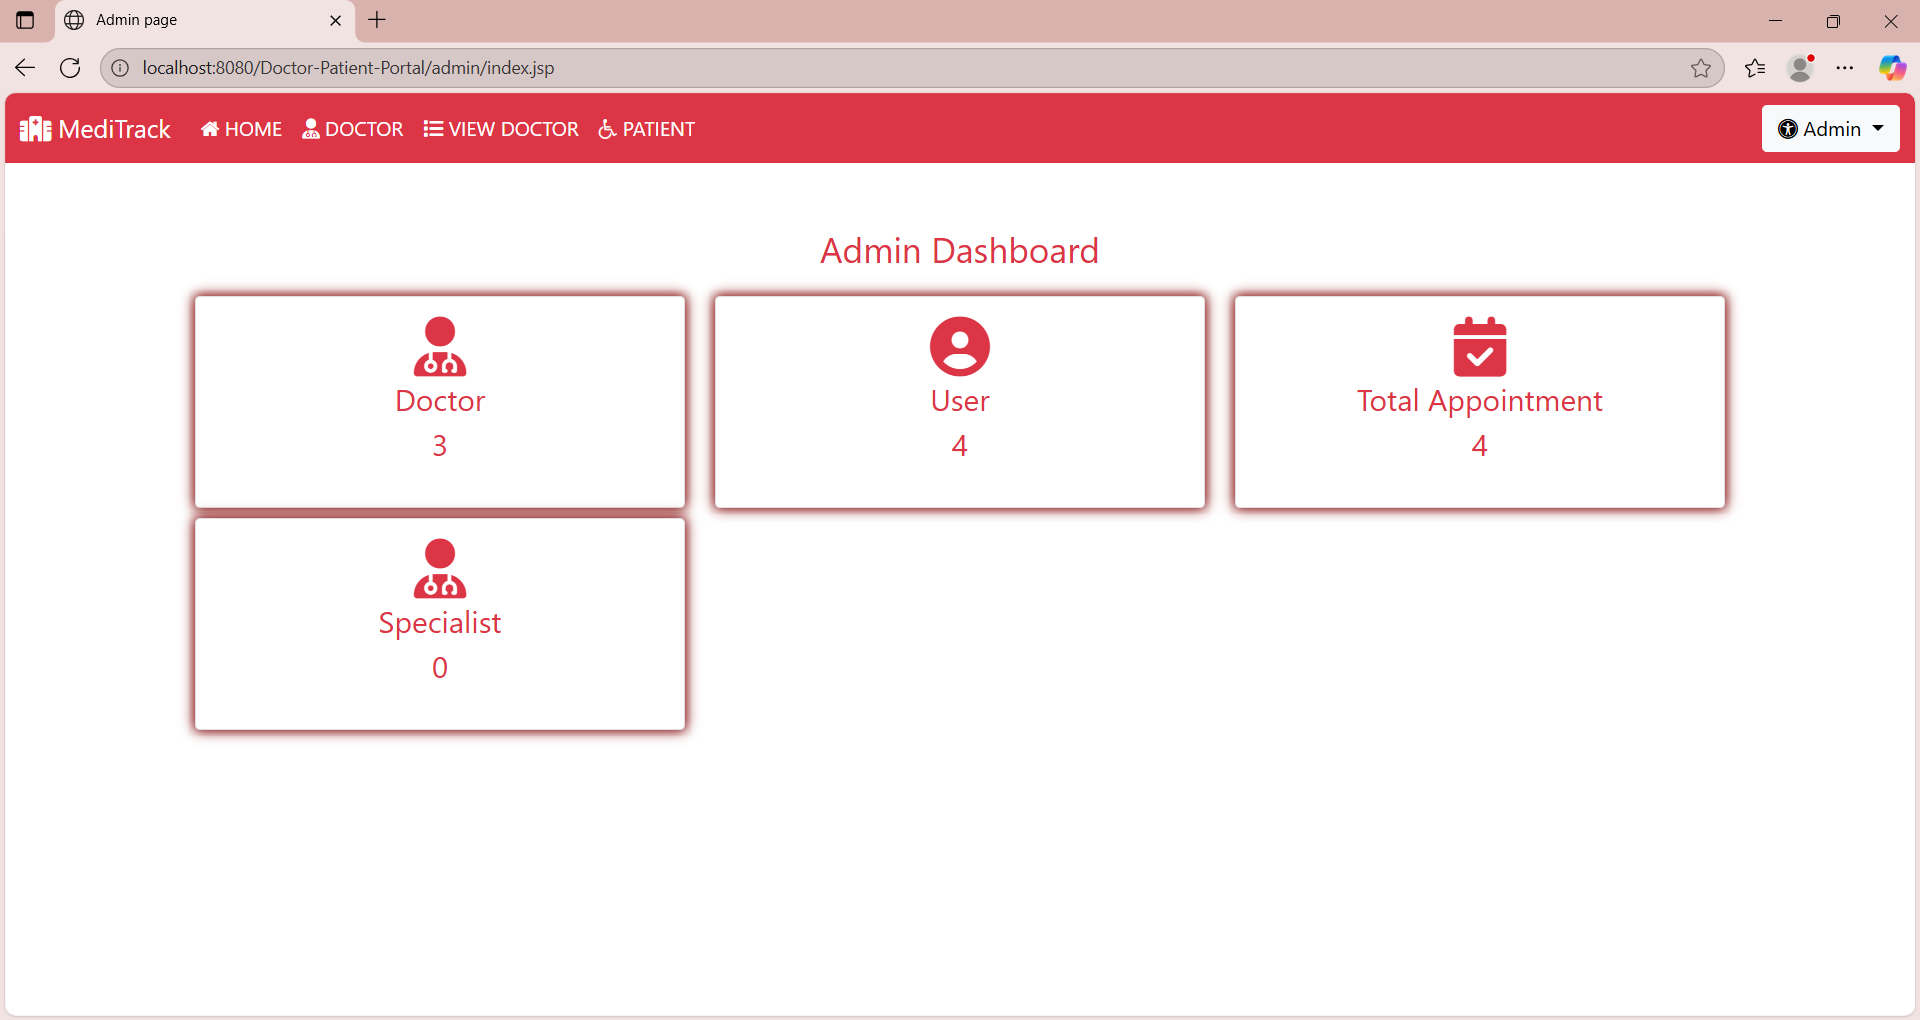 Admin page
localhost:8080/Doctor-Patient-Portal/admin/index.jsp
MediTrack HOME DOCTOR VIEW DOCTOR PATIENT Admin
Admin Dashboard
Doctor
3
User
4
Total Appointment
4
Specialist
0